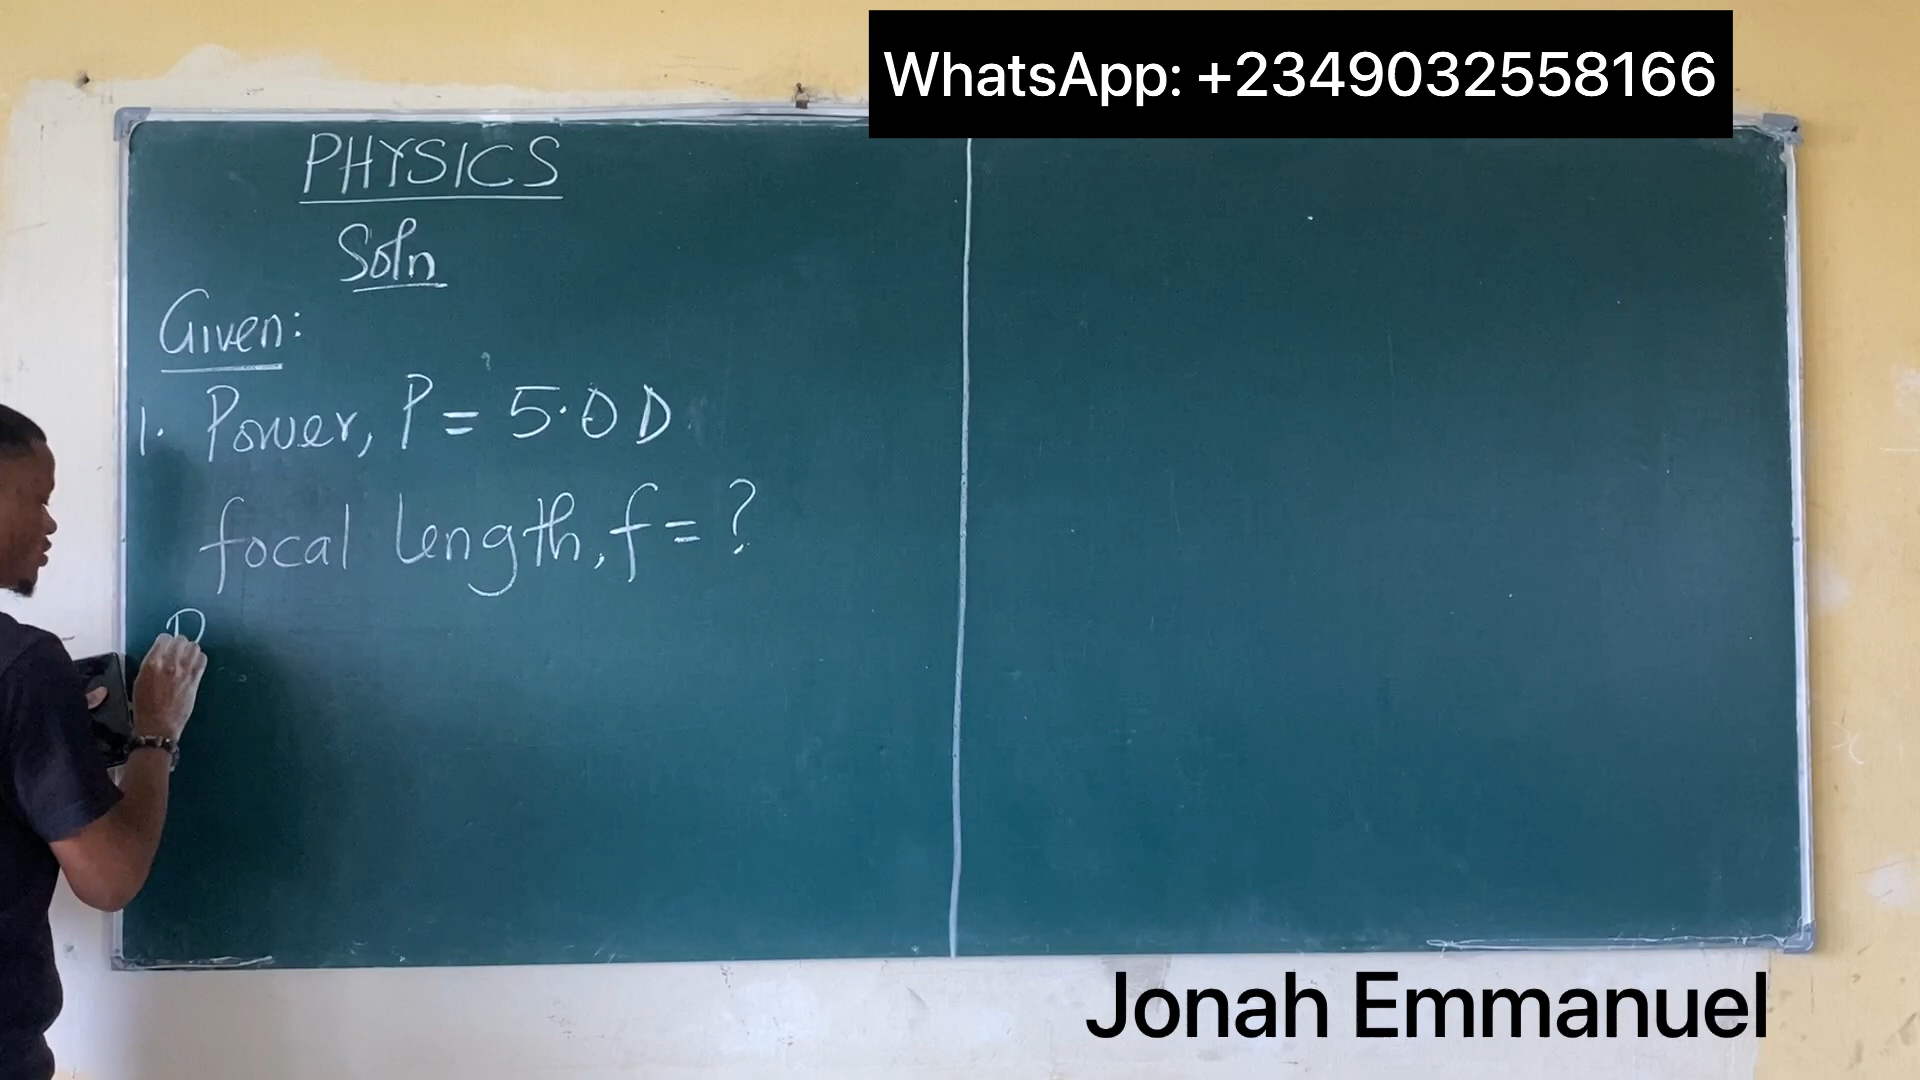 WhatsApp: +2349032558166
PHYSICS
Soln
Given:
1. Power, P = 5.0 D
focal length, f = ?
P
Jonah Emmanuel